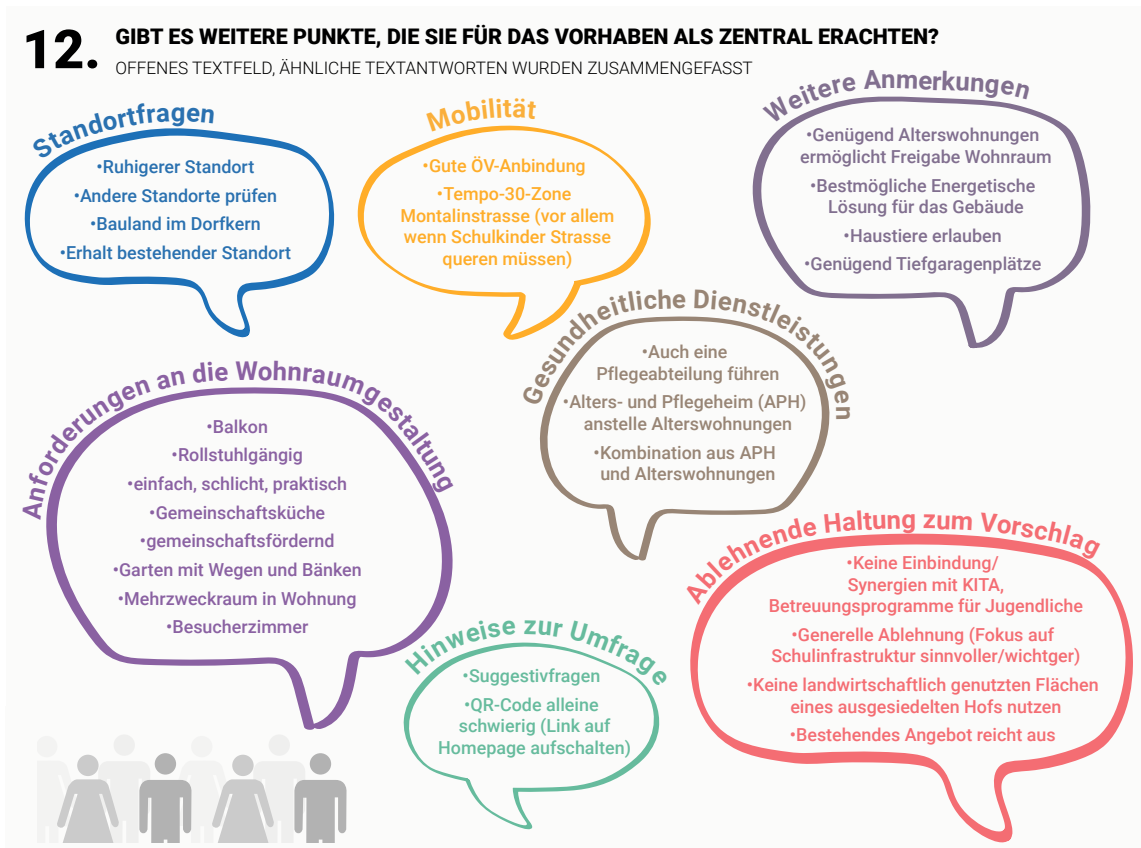 12.
GIBT ES WEITERE PUNKTE, DIE SIE FÜR DAS VORHABEN ALS ZENTRAL ERACHTEN?
OFFENES TEXTFELD, ÄHNLICHE TEXTANTWORTEN WURDEN ZUSAMMENGEFASST
Standortfragen
•Ruhigerer Standort
•Andere Standorte prüfen
•Bauland im Dorfkern
•Erhalt bestehender Standort
Mobilität
•Gute ÖV-Anbindung
•Tempo-30-Zone
Montalinstrasse (vor allem
wenn Schulkinder Strasse
queren müssen)
Weitere Anmerkungen
•Genügend Alterswohnungen
ermöglicht Freigabe Wohnraum
•Bestmögliche Energetische
Lösung für das Gebäude
•Haustiere erlauben
•Genügend Tiefgaragenplätze
Gesundheitliche Dienstleistungen
•Auch eine
Pflegeabteilung führen
•Alters- und Pflegeheim (APH)
anstelle Alterswohnungen
•Kombination aus APH
und Alterswohnungen
Anforderungen an die Wohnraumgestaltung
•Balkon
•Rollstuhlgängig
•einfach, schlicht, praktisch
•Gemeinschaftsküche
•gemeinschaftsfördernd
•Garten mit Wegen und Bänken
•Mehrzweckraum in Wohnung
•Besucherzimmer
Ablehnende Haltung zum Vorschlag
•Keine Einbindung/
Synergien mit KITA,
Betreuungsprogramme für Jugendliche
•Generelle Ablehnung (Fokus auf
Schulinfrastruktur sinnvoller/wichtger)
•Keine landwirtschaftlich genutzten Flächen
eines ausgesiedelten Hofs nutzen
•Bestehendes Angebot reicht aus
Hinweise zur Umfrage
•Suggestivfragen
•QR-Code alleine
schwierig (Link auf
Homepage aufschalten)